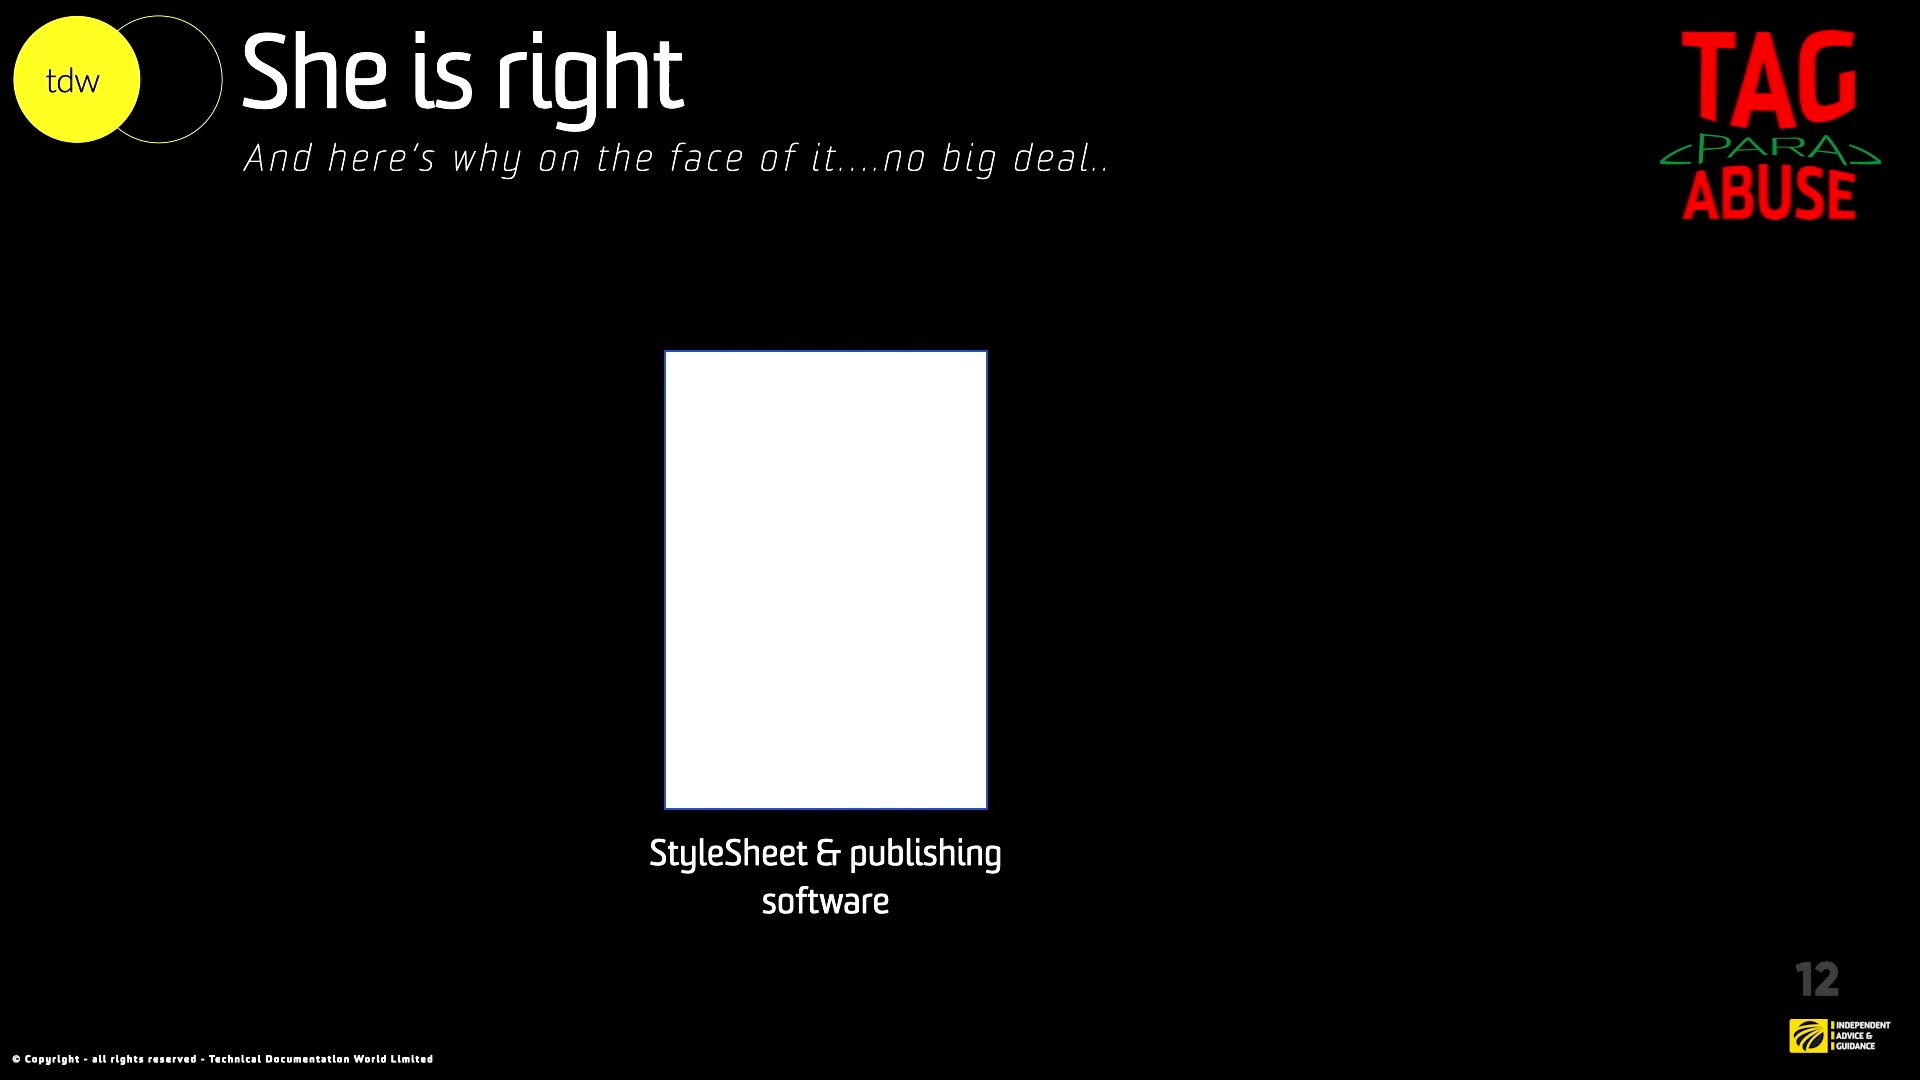 tdw
She is right
And here's why on the face of it....no big deal..
TAG
<PARA>
ABUSE
StyleSheet & publishing
software
12
INDEPENDENT
ADVICE &
GUIDANCE
© Copyright - all rights reserved - Technical Documentation World Limited